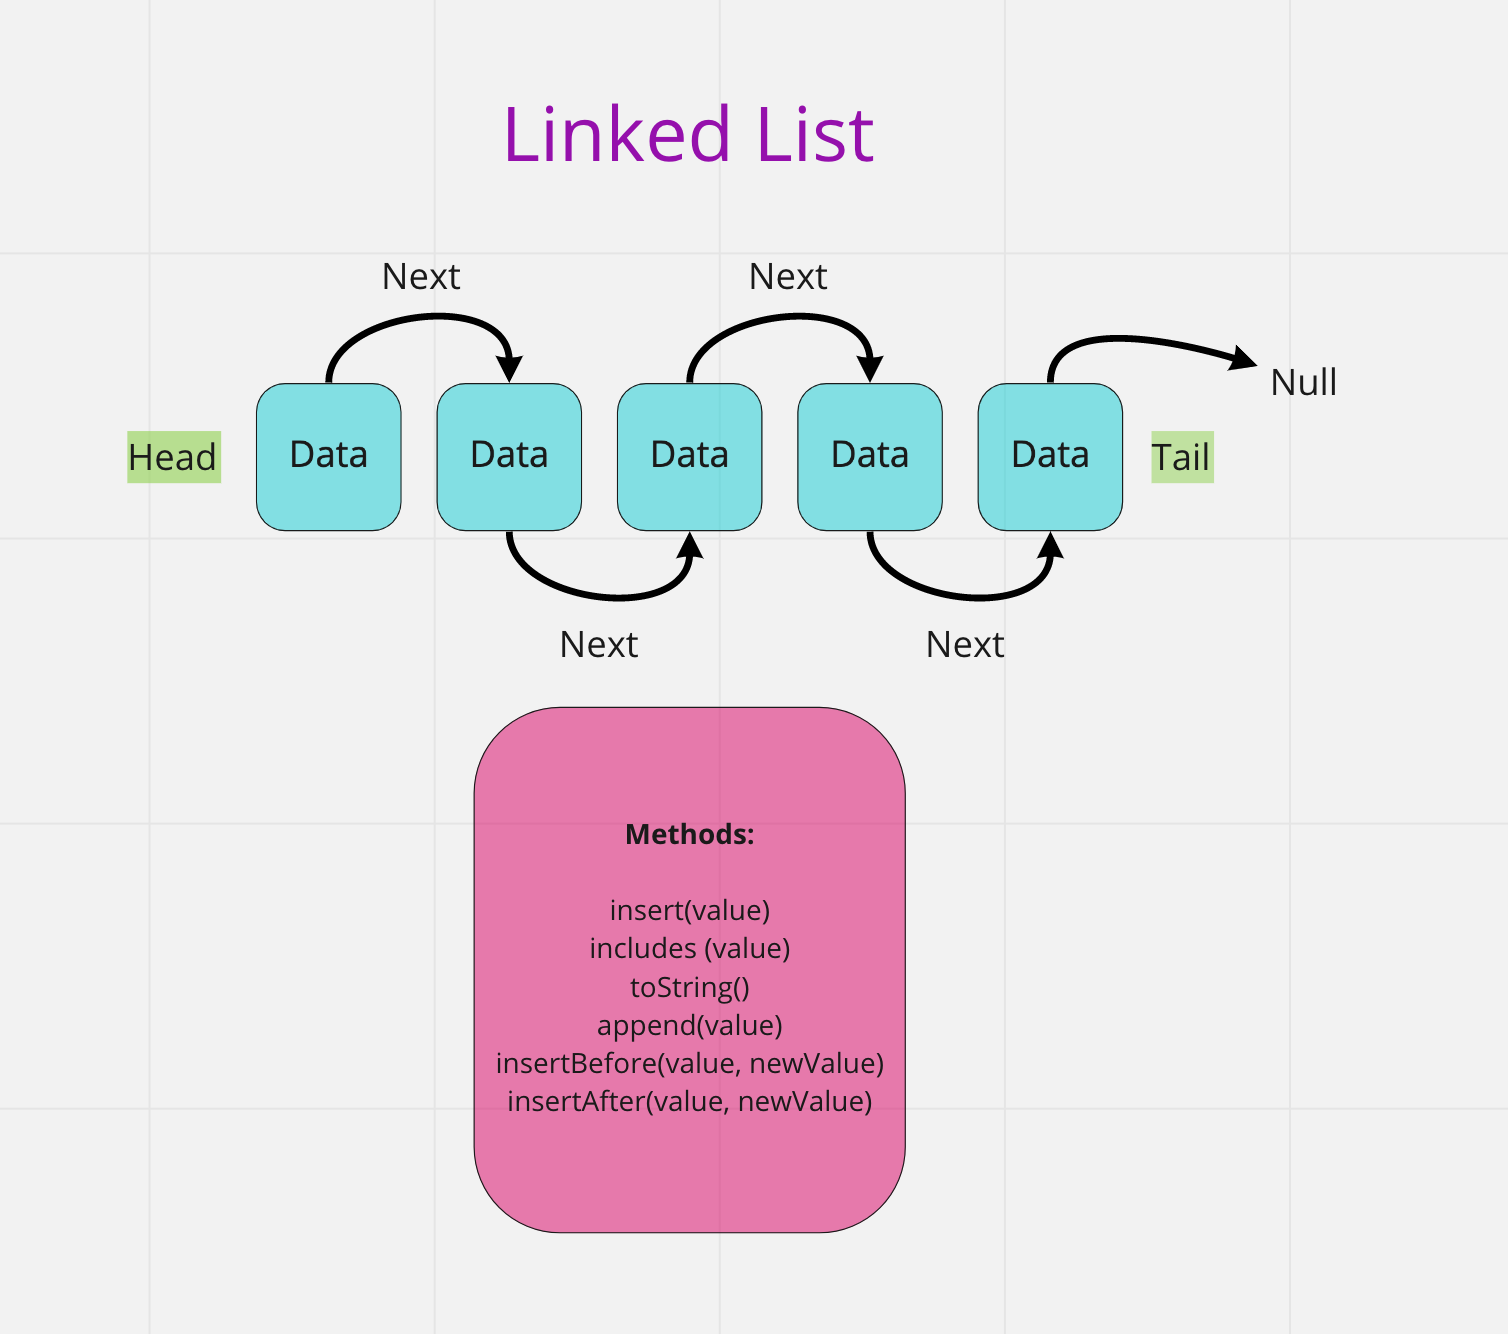 Linked List
Next
Next
Null
Head
Data
Data
Data
Data
Data
Tail
Next
Next
Methods:
insert(value)
includes (value)
toString()
append(value)
insertBefore(value, newValue)
insertAfter(value, newValue)